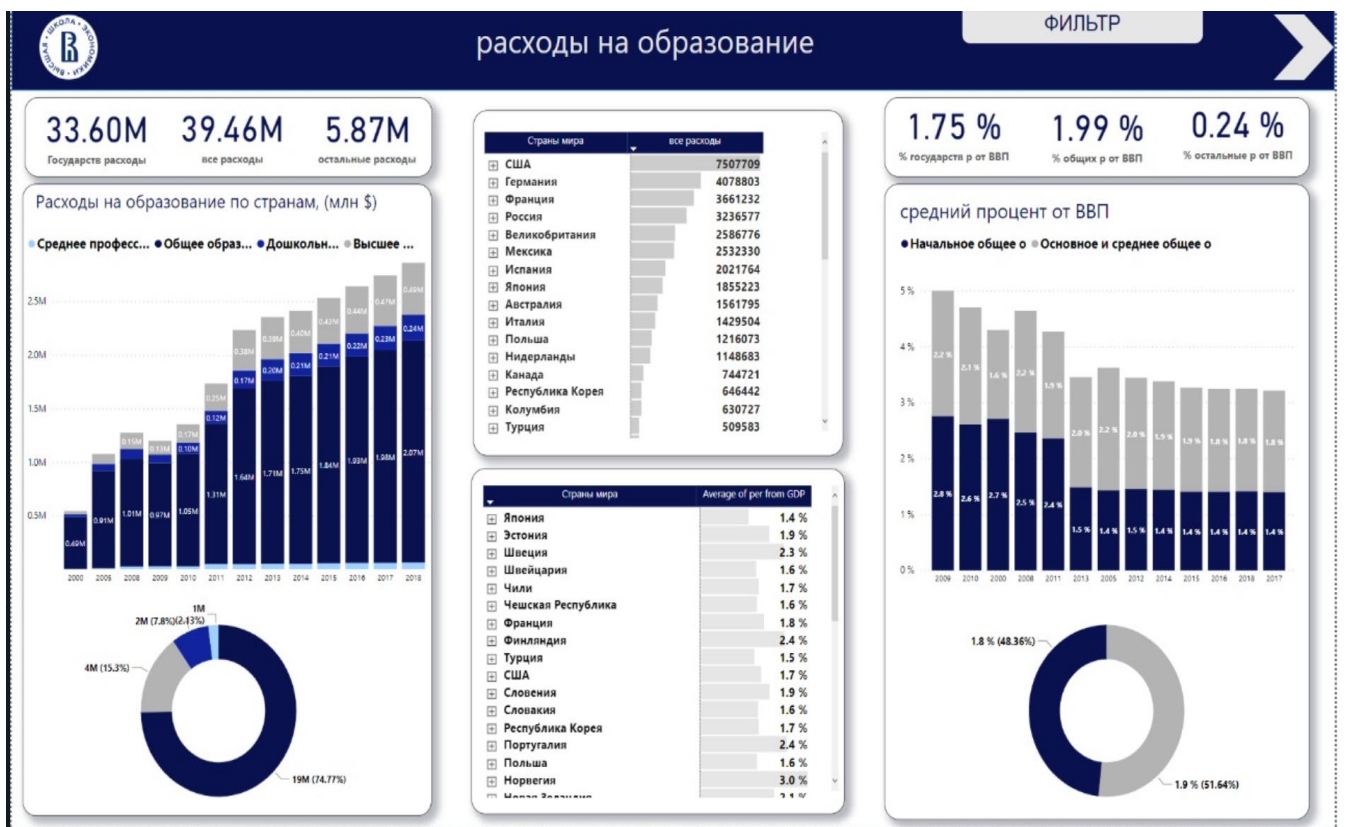 ВЫСШАЯ · ШКОЛА · ЭКОНОМИКИ ·
расходы на образование
ФИЛЬТР
33.60M 39.46M 5.87M
Государств расходы все расходы остальные расходы
Расходы на образование по странам, (млн $)
Среднее професс... Общее образ... Дошкольн... Высшее ...
2.5M
2.0M
1.5M
1.0M
0.5M
0.49M
0.91M
1.01M 0.15M
0.97M 0.13M
1.05M 0.10M 0.17M
1.31M 0.12M 0.25M
1.64M 0.17M 0.38M
1.71M 0.20M 0.39M
1.75M 0.21M 0.40M
1.84M 0.21M 0.43M
1.93M 0.22M 0.44M
1.98M 0.23M 0.47M
2.07M 0.24M 0.49M
2000 2005 2008 2009 2010 2011 2012 2013 2014 2015 2016 2017 2018
1M
2M (7.8%) (2.13%)
4M (15.3%)
19M (74.77%)
Страны мира все расходы
США 7507709
Германия 4078803
Франция 3661232
Россия 3236577
Великобритания 2586776
Мексика 2532330
Испания 2021764
Япония 1855223
Австралия 1561795
Италия 1429504
Польша 1216073
Нидерланды 1148683
Канада 744721
Республика Корея 646442
Колумбия 630727
Турция 509583
Страны мира Average of per from GDP
Япония 1.4 %
Эстония 1.9 %
Швеция 2.3 %
Швейцария 1.6 %
Чили 1.7 %
Чешская Республика 1.6 %
Франция 1.8 %
Финляндия 2.4 %
Турция 1.5 %
США 1.7 %
Словения 1.9 %
Словакия 1.6 %
Республика Корея 1.7 %
Португалия 2.4 %
Польша 1.6 %
Норвегия 3.0 %
Новая Зеландия 2.1 %
1.75 % 1.99 % 0.24 %
% государств р от ВВП % общих р от ВВП % остальные р от ВВП
средний процент от ВВП
Начальное общее о Основное и среднее общее о
5 %
4 %
3 %
2 %
1 %
0 %
2.2 % 2.1 % 1.6 % 2.2 % 1.9 % 2.0 % 2.2 % 2.0 % 1.9 % 1.9 % 1.8 % 1.8 % 1.8 %
2.8 % 2.6 % 2.7 % 2.5 % 2.4 % 1.5 % 1.4 % 1.5 % 1.4 % 1.4 % 1.4 % 1.4 % 1.4 %
2009 2010 2000 2008 2011 2013 2005 2012 2014 2015 2016 2018 2017
1.8 % (48.36%)
1.9 % (51.64%)